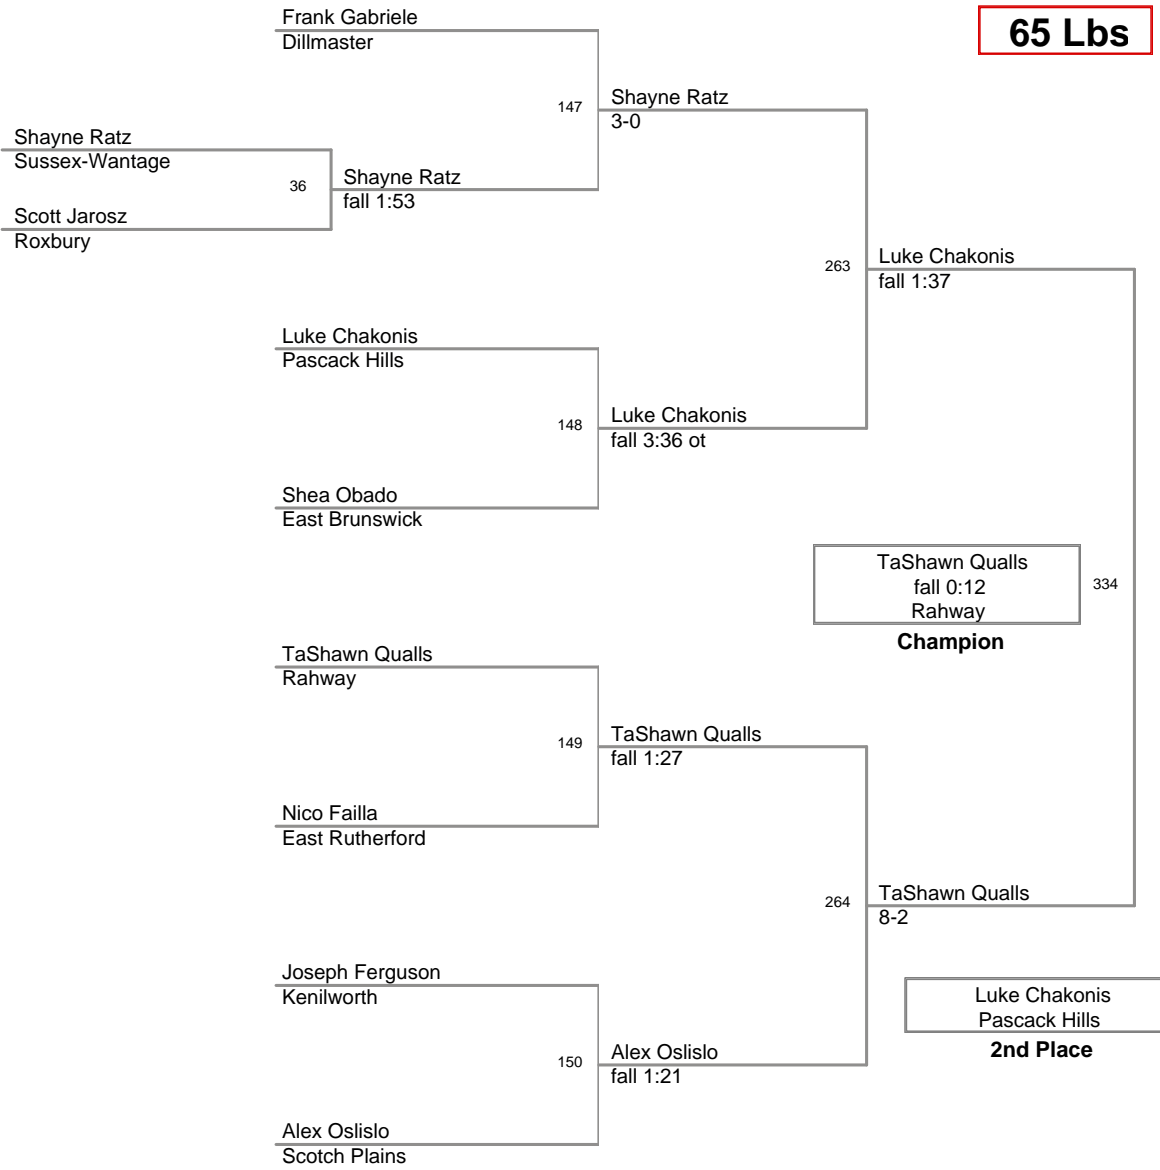 Frank Gabriele
Dillmaster
65 Lbs
147
Shayne Ratz
3-0
Shayne Ratz
Sussex-Wantage
36
Shayne Ratz
fall 1:53
Scott Jarosz
Roxbury
263
Luke Chakonis
fall 1:37
Luke Chakonis
Pascack Hills
148
Luke Chakonis
fall 3:36 ot
Shea Obado
East Brunswick
TaShawn Qualls
fall 0:12
Rahway
334
Champion
TaShawn Qualls
Rahway
149
TaShawn Qualls
fall 1:27
Nico Failla
East Rutherford
264
TaShawn Qualls
8-2
Joseph Ferguson
Kenilworth
Luke Chakonis
Pascack Hills
2nd Place
150
Alex Oslislo
fall 1:21
Alex Oslislo
Scotch Plains